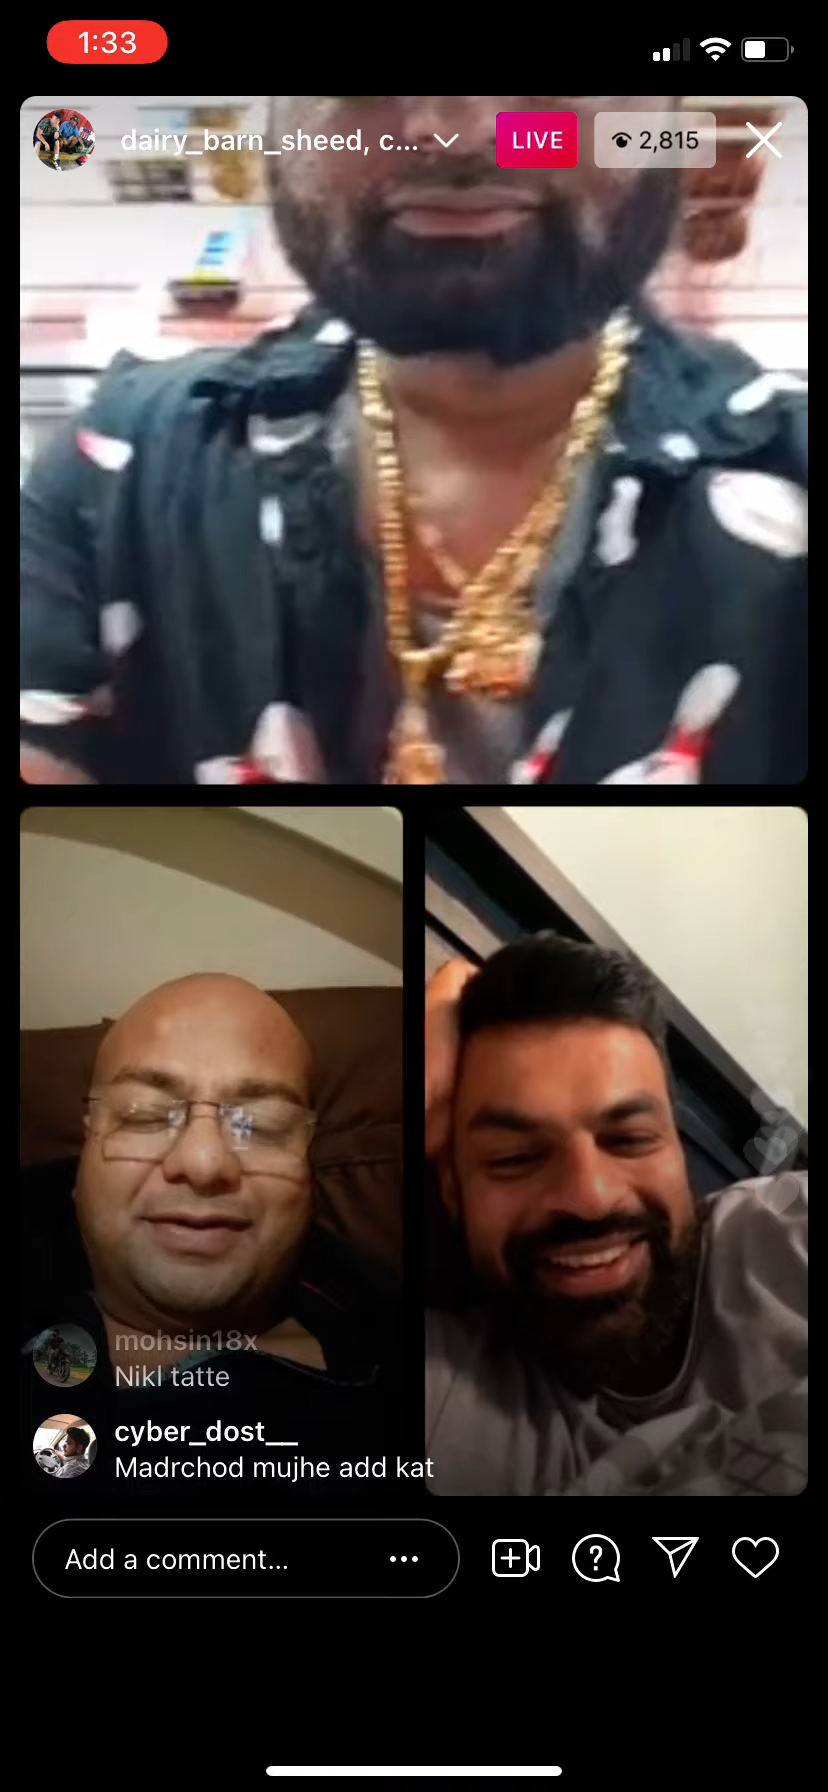 1:33
dairy_barn_sheed, c...
LIVE
2,815
mohsin18x
Nikl tatte
cyber_dost__
Madrchod mujhe add kat
Add a comment...